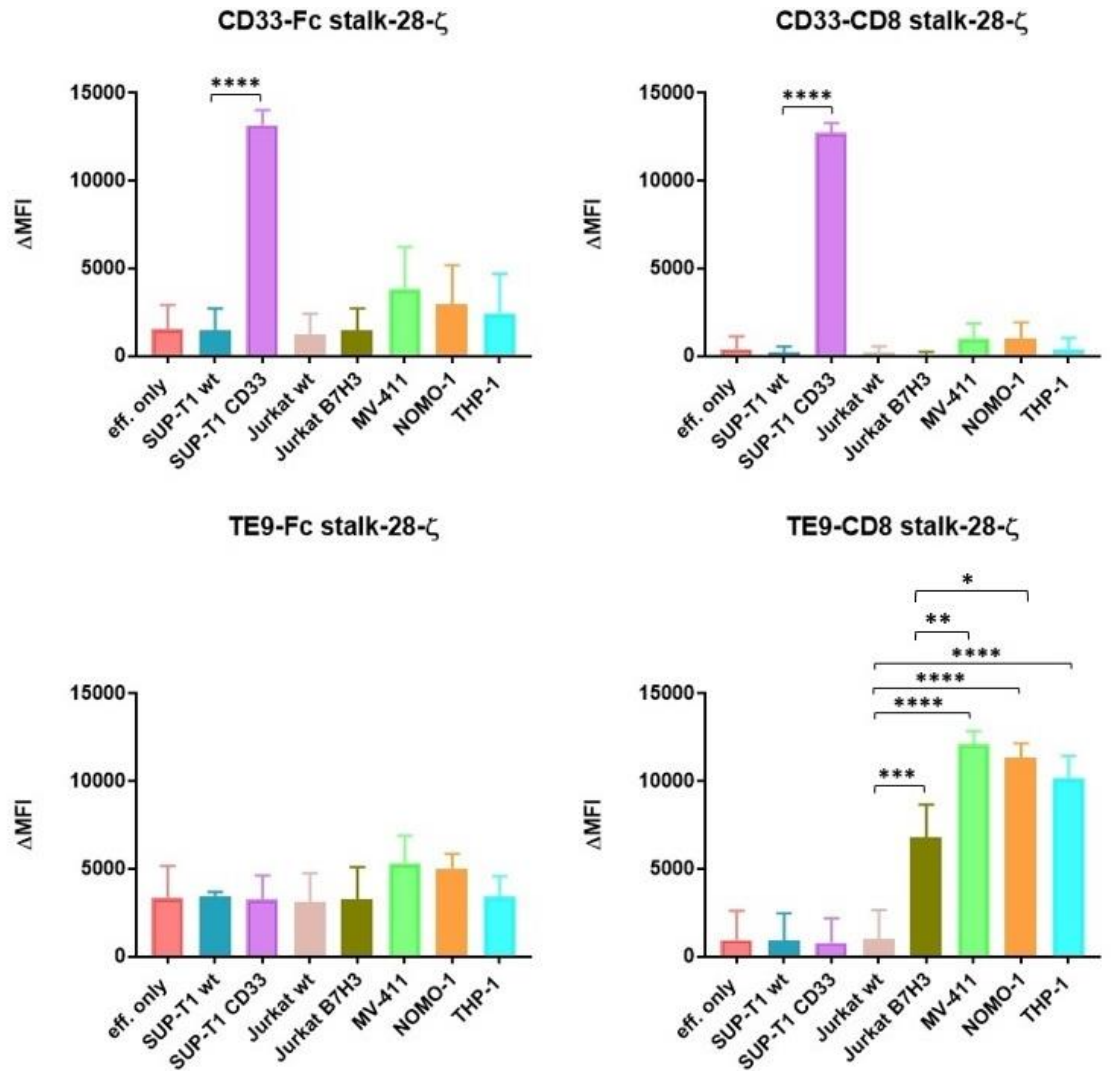 CD33-Fc stalk-28-ζ
ΔMFI
15000
10000
5000
0
****
eff. only
SUP-T1 wt
SUP-T1 CD33
Jurkat wt
Jurkat B7H3
MV-411
NOMO-1
THP-1
CD33-CD8 stalk-28-ζ
ΔMFI
15000
10000
5000
0
****
eff. only
SUP-T1 wt
SUP-T1 CD33
Jurkat wt
Jurkat B7H3
MV-411
NOMO-1
THP-1
TE9-Fc stalk-28-ζ
ΔMFI
15000
10000
5000
0
eff. only
SUP-T1 wt
SUP-T1 CD33
Jurkat wt
Jurkat B7H3
MV-411
NOMO-1
THP-1
TE9-CD8 stalk-28-ζ
ΔMFI
15000
10000
5000
0
*
**
****
****
****
***
eff. only
SUP-T1 wt
SUP-T1 CD33
Jurkat wt
Jurkat B7H3
MV-411
NOMO-1
THP-1